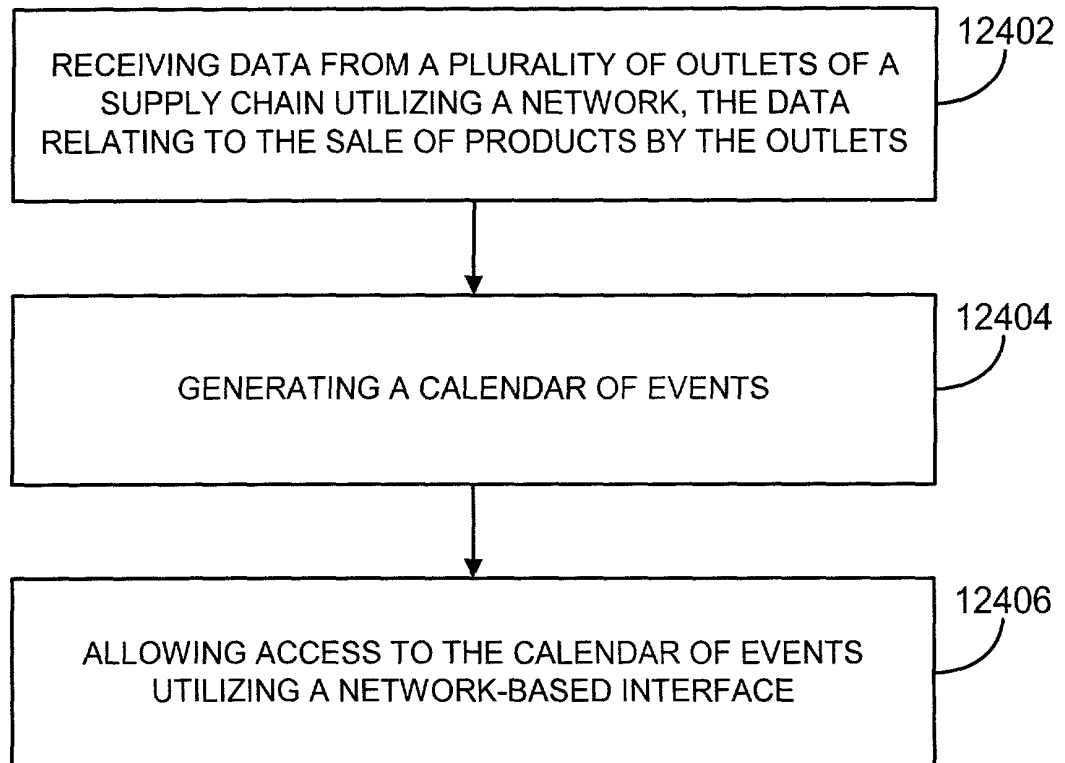 12402
RECEIVING DATA FROM A PLURALITY OF OUTLETS OF A
SUPPLY CHAIN UTILIZING A NETWORK, THE DATA
RELATING TO THE SALE OF PRODUCTS BY THE OUTLETS
12404
GENERATING A CALENDAR OF EVENTS
12406
ALLOWING ACCESS TO THE CALENDAR OF EVENTS
UTILIZING A NETWORK-BASED INTERFACE